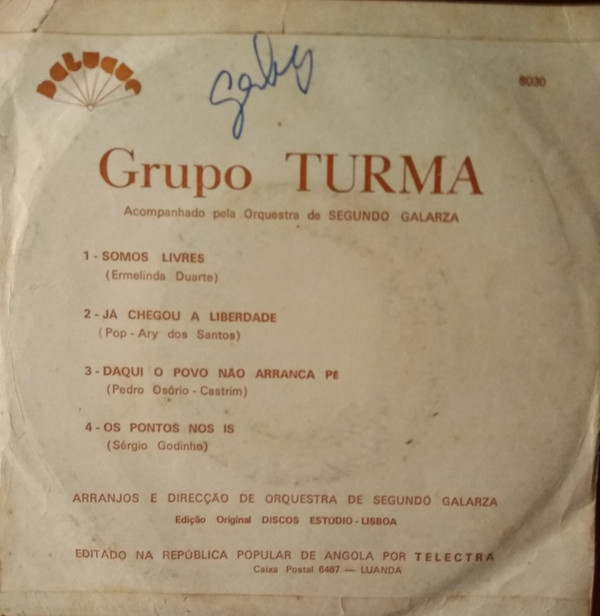 DALUCUS
Gaby
8030
Grupo TURMA
Acompanhado pela Orquestra de SEGUNDO GALARZA
1 - SOMOS LIVRES
(Ermelinda Duarte)
2 - JÁ CHEGOU A LIBERDADE
(Pop - Ary dos Santos)
3 - DAQUI O POVO NÃO ARRANCA PÉ
(Pedro Osório - Castrim)
4 - OS PONTOS NOS IS
(Sérgio Godinho)
ARRANJOS E DIRECÇÃO DE ORQUESTRA DE SEGUNDO GALARZA
Edição Original DISCOS ESTÚDIO - LISBOA
EDITADO NA REPÚBLICA POPULAR DE ANGOLA POR TELECTRA
Caixa Postal 6487 — LUANDA